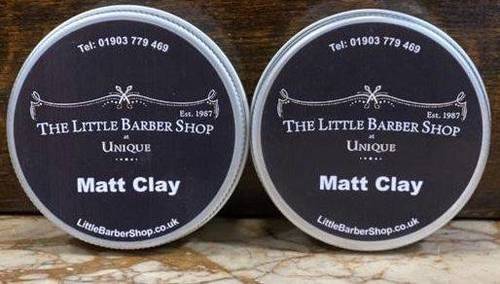 Tel: 01903 779 469
Est. 1987
THE LITTLE BARBER SHOP
at
UNIQUE
Matt Clay
LittleBarberShop.co.uk
Tel: 01903 779 469
Est. 1987
THE LITTLE BARBER SHOP
at
UNIQUE
Matt Clay
LittleBarberShop.co.uk